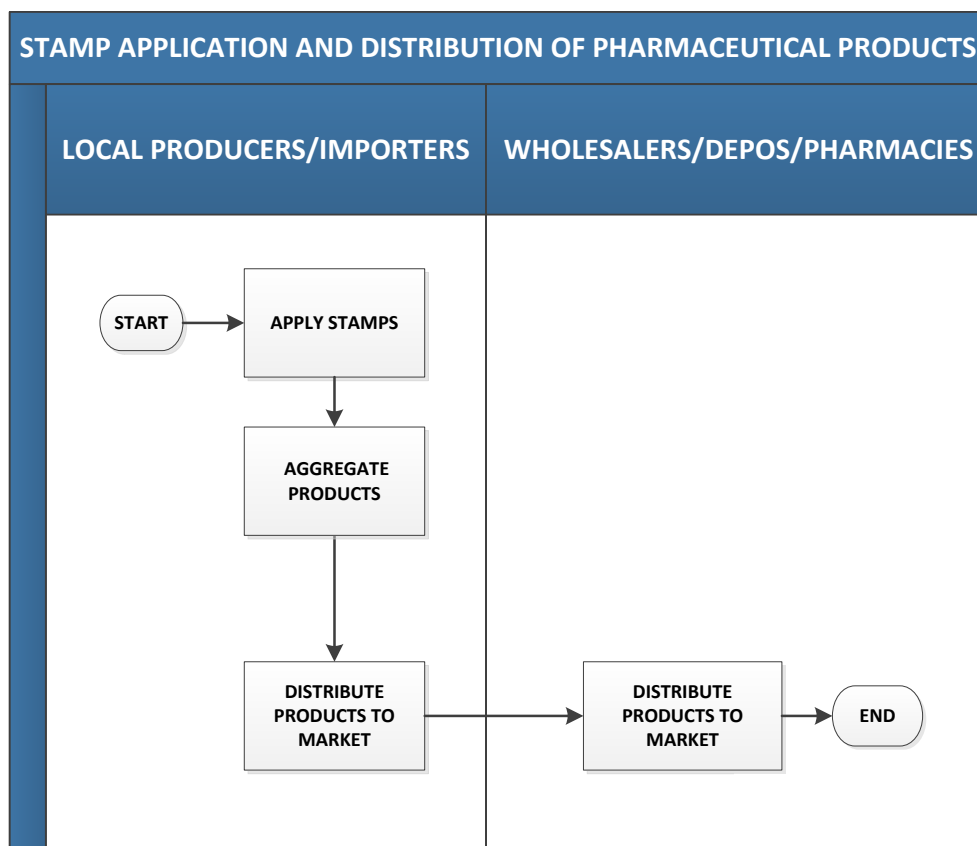 STAMP APPLICATION AND DISTRIBUTION OF PHARMACEUTICAL PRODUCTS
LOCAL PRODUCERS/IMPORTERS
WHOLESALERS/DEPOS/PHARMACIES
START
APPLY STAMPS
AGGREGATE
PRODUCTS
DISTRIBUTE
PRODUCTS TO
MARKET
DISTRIBUTE
PRODUCTS TO
MARKET
END